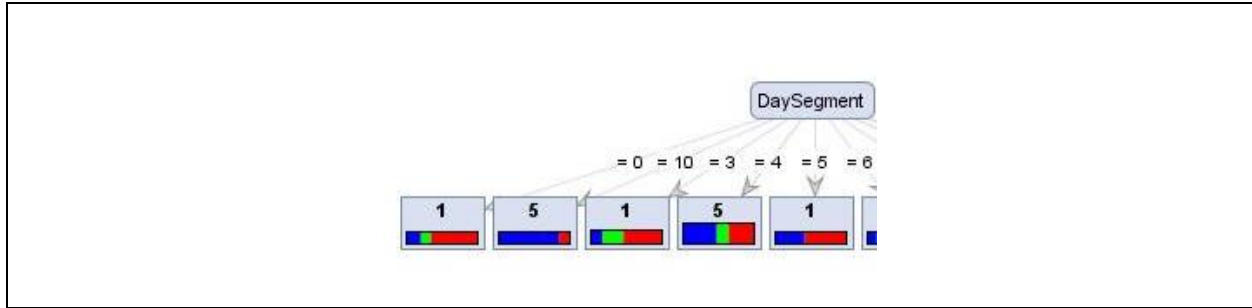 DaySegment
= 0 = 10 = 3 = 4 = 5 = 6
1 5 1 5 1